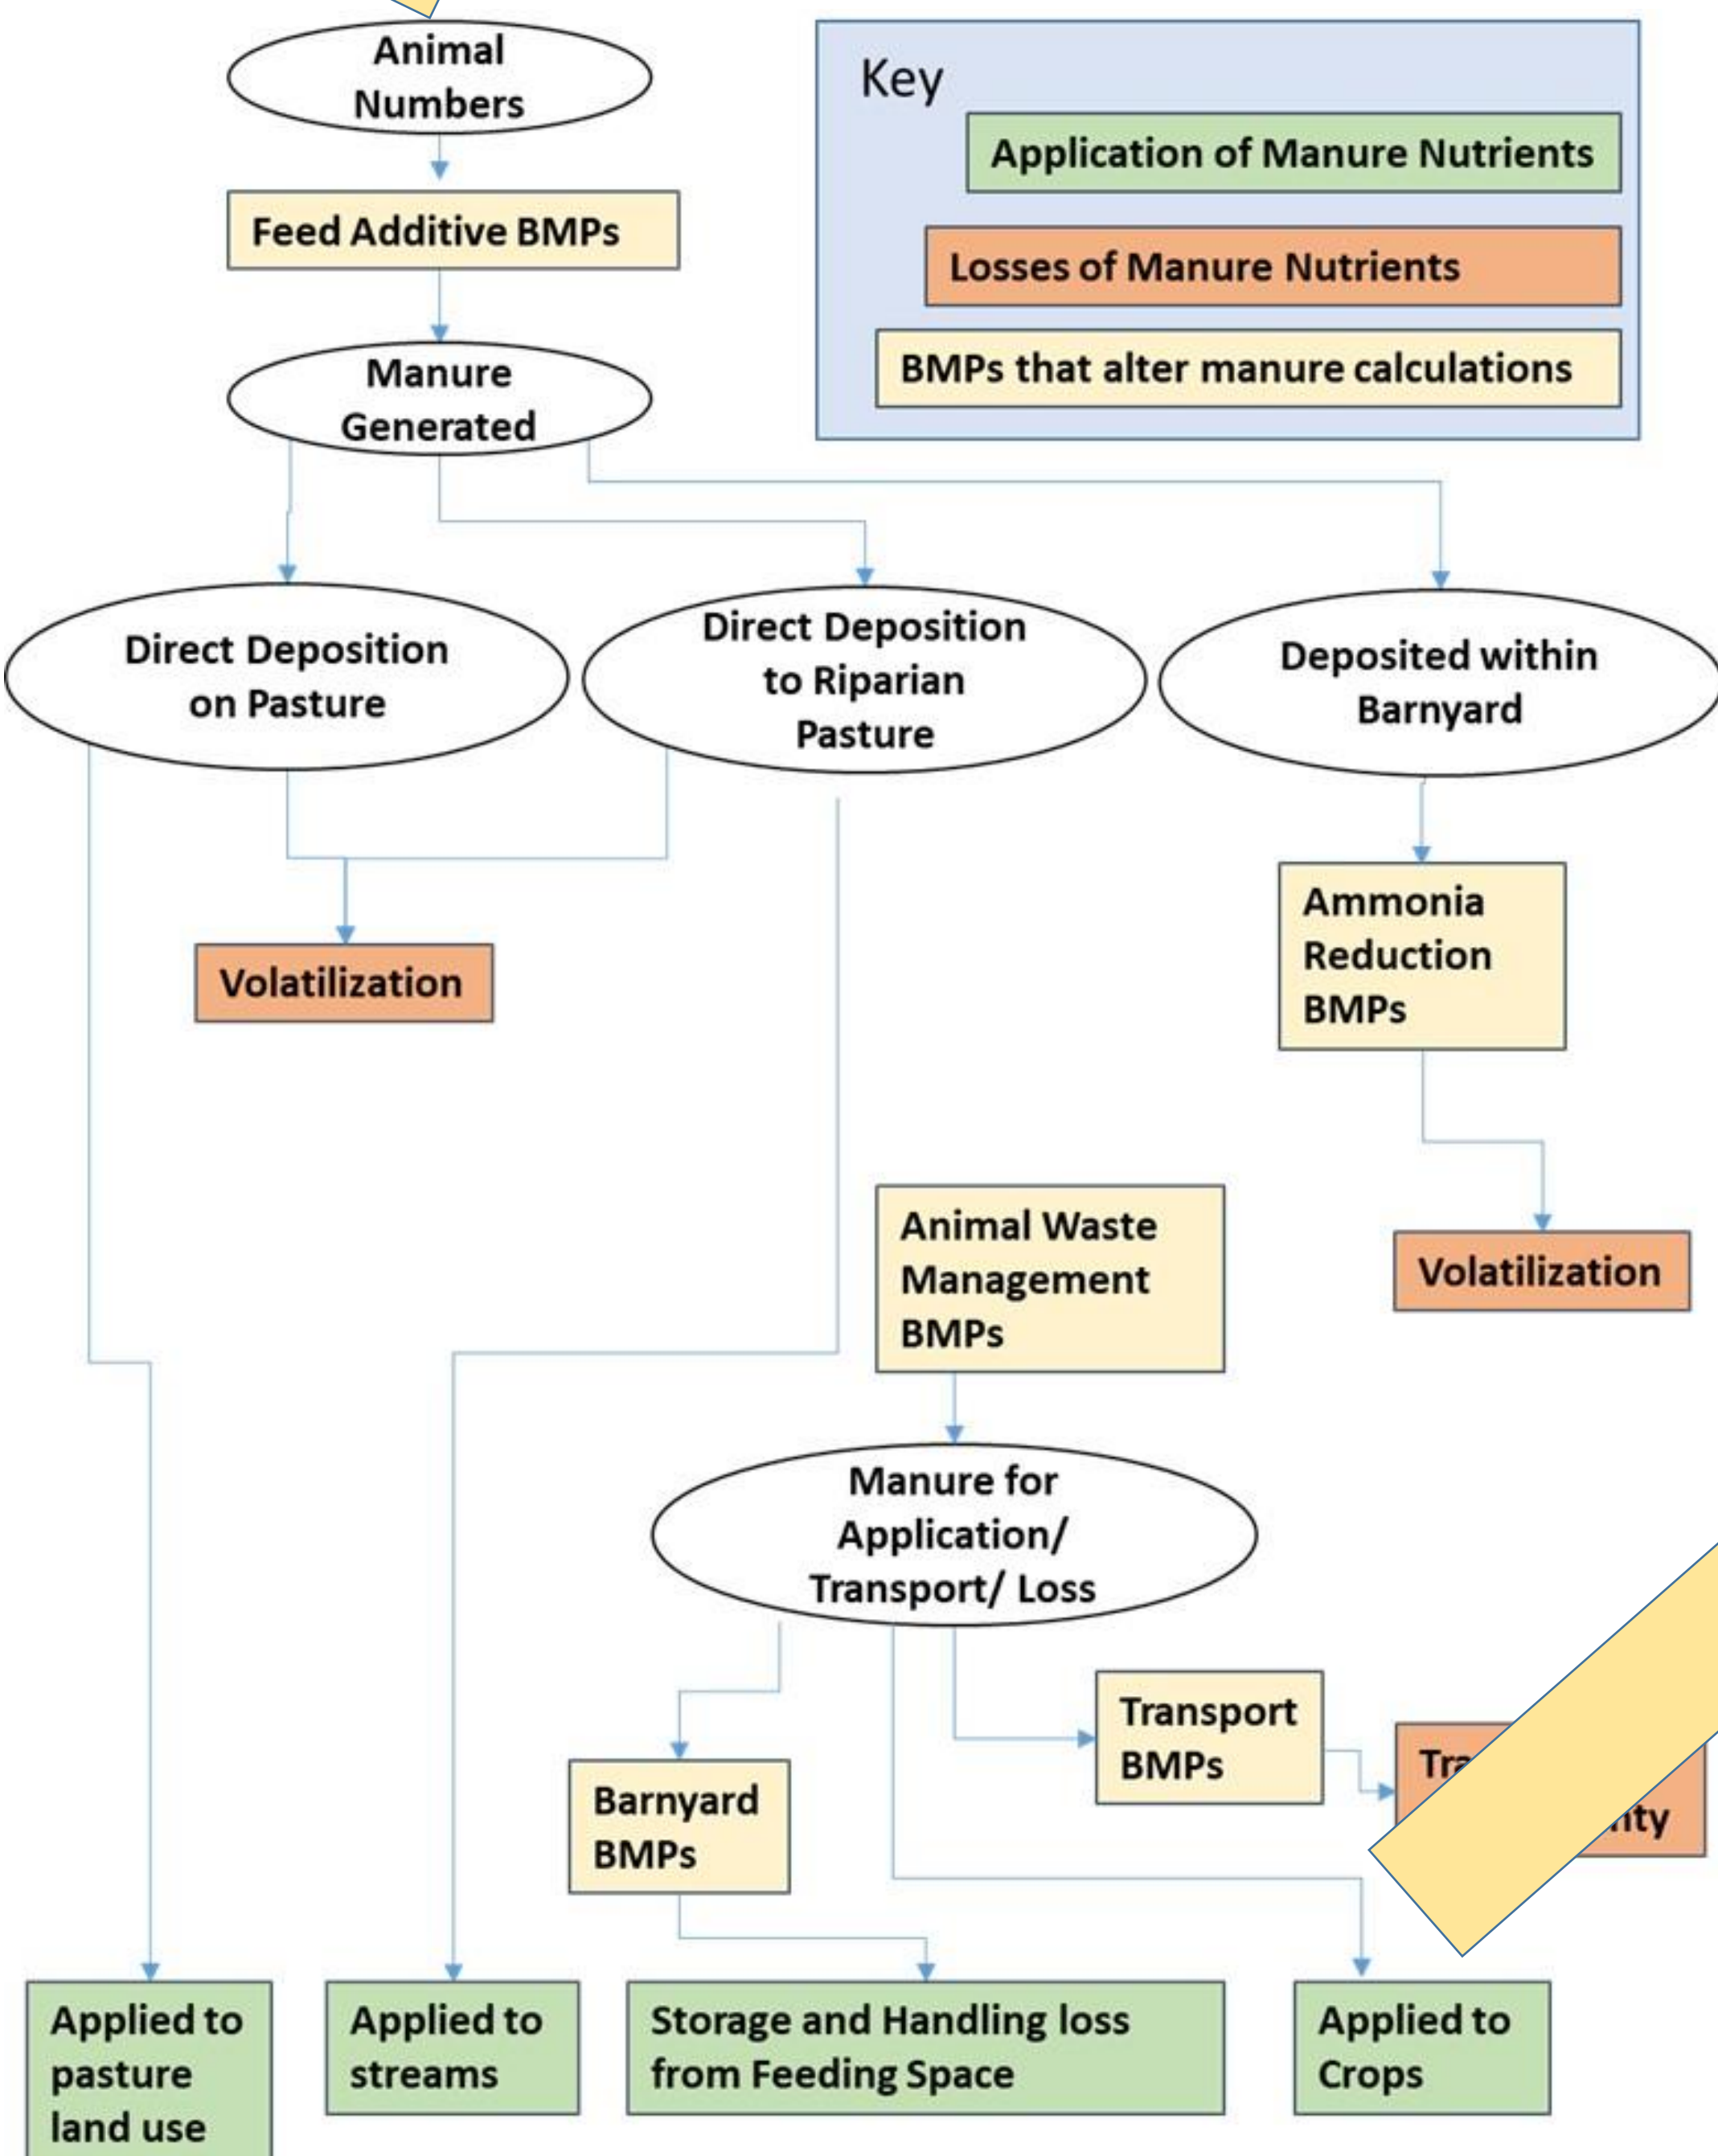 Animal
Numbers
Key
Application of Manure Nutrients
Feed Additive BMPs
Losses of Manure Nutrients
BMPs that alter manure calculations
Manure
Generated
Direct Deposition
on Pasture
Direct Deposition
to Riparian
Pasture
Deposited within
Barnyard
Ammonia
Reduction
BMPs
Volatilization
Animal Waste
Management
BMPs
Volatilization
Manure for
Application/
Transport/ Loss
Transport
BMPs
Barnyard
BMPs
Applied to
pasture
land use
Applied to
streams
Storage and Handling loss
from Feeding Space
Applied to
Crops